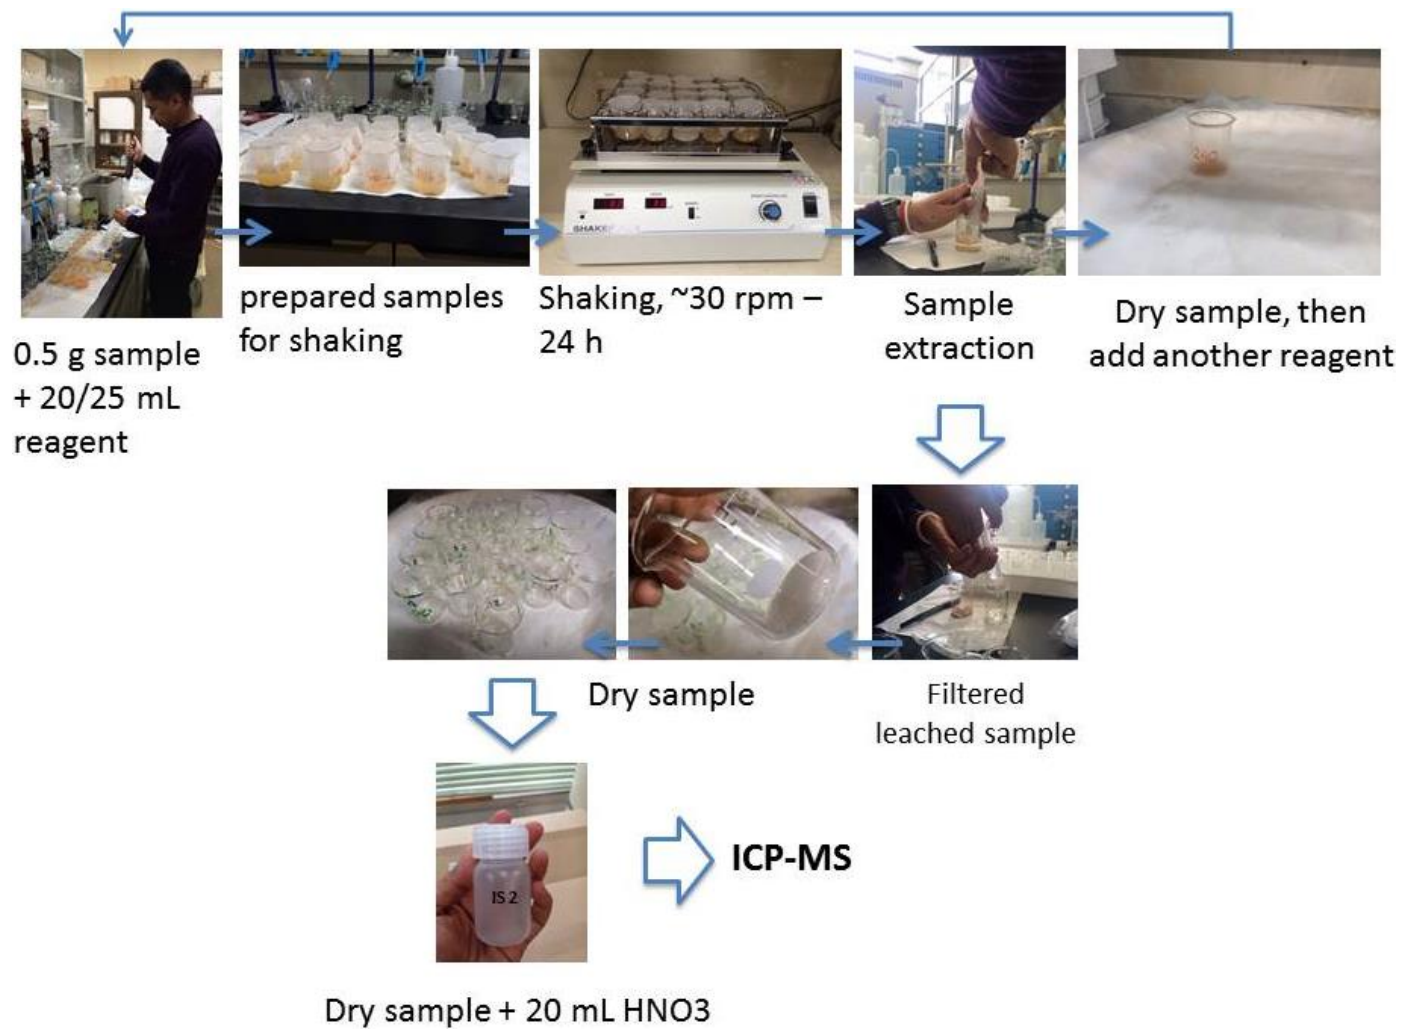 0.5 g sample
+ 20/25 mL
reagent
prepared samples
for shaking
SHAKE
Shaking, ~30 rpm –
24 h
Sample
extraction
Dry sample, then
add another reagent
Dry sample
Filtered
leached sample
IS 2
ICP-MS
Dry sample + 20 mL HNO3